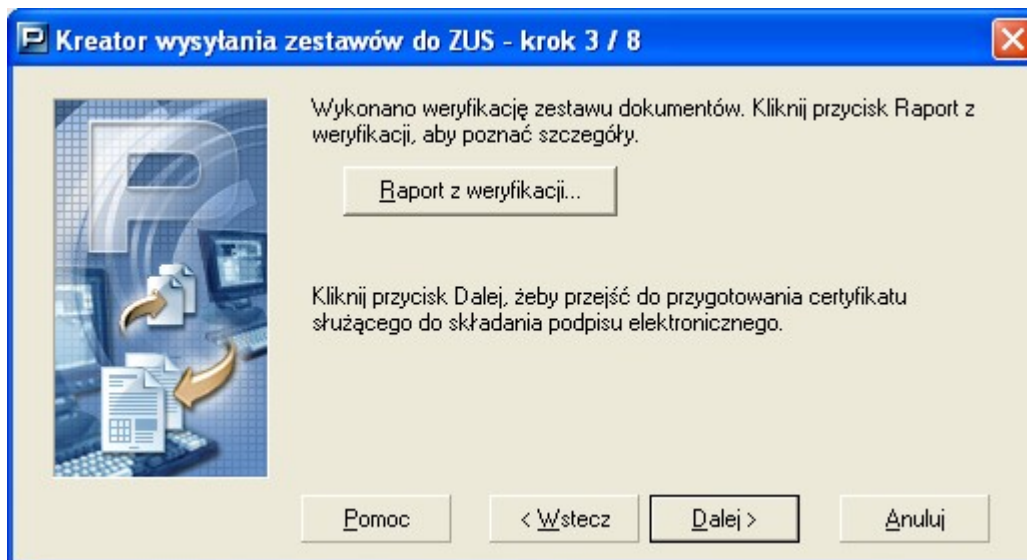 Kreator wysyłania zestawów do ZUS - krok 3 / 8
Wykonano weryfikację zestawu dokumentów. Kliknij przycisk Raport z
weryfikacji, aby poznać szczegóły.
Raport z weryfikacji...
Kliknij przycisk Dalej, żeby przejść do przygotowania certyfikatu
służącego do składania podpisu elektronicznego.
Pomoc
< Wstecz
Dalej >
Anuluj